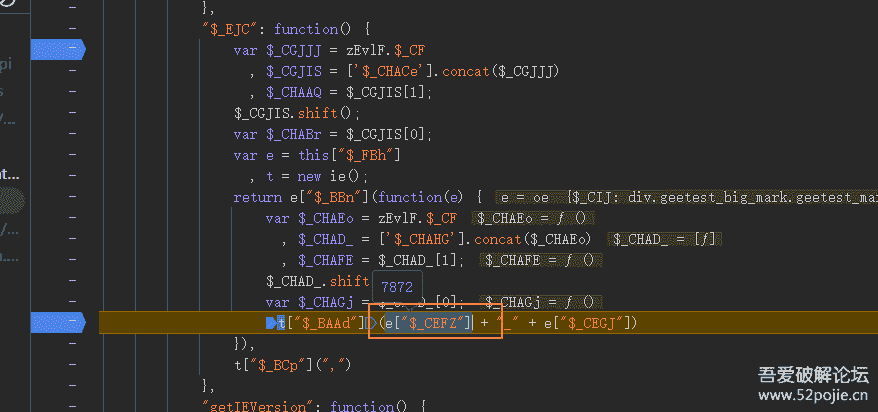 },
"$_EJC": function() {
var $_CGJJJ = zEvlF.$_CF
, $_CGJIS = ['$_CHACe'].concat($_CGJJJ)
, $_CHAAQ = $_CGJIS[1];
$_CGJIS.shift();
var $_CHABr = $_CGJIS[0];
var e = this["$_FBh"]
, t = new ie();
return e["$_BBn"](function(e) { e = oe {$_CIJ: div.geetest_big_mark.geetest_ma
var $_CHAEo = zEvlF.$_CF $_CHAEo = ƒ ()
, $_CHAD_ = ['$_CHAHG'].concat($_CHAEo) $_CHAD_ = [ƒ]
, $_CHAFE = $_CHAD_[1]; $_CHAFE = ƒ ()
$_CHAD_.shift
7872
var $_CHAGj = D_[0]; $_CHAGj = ƒ ()
t["$_BAAd"](e["$_CEFZ"] + "_" + e["$_CEGJ"])
}),
t["$_BCp"](",")
},
"getIEVersion": function() {
吾爱破解论坛
www.52pojie.cn